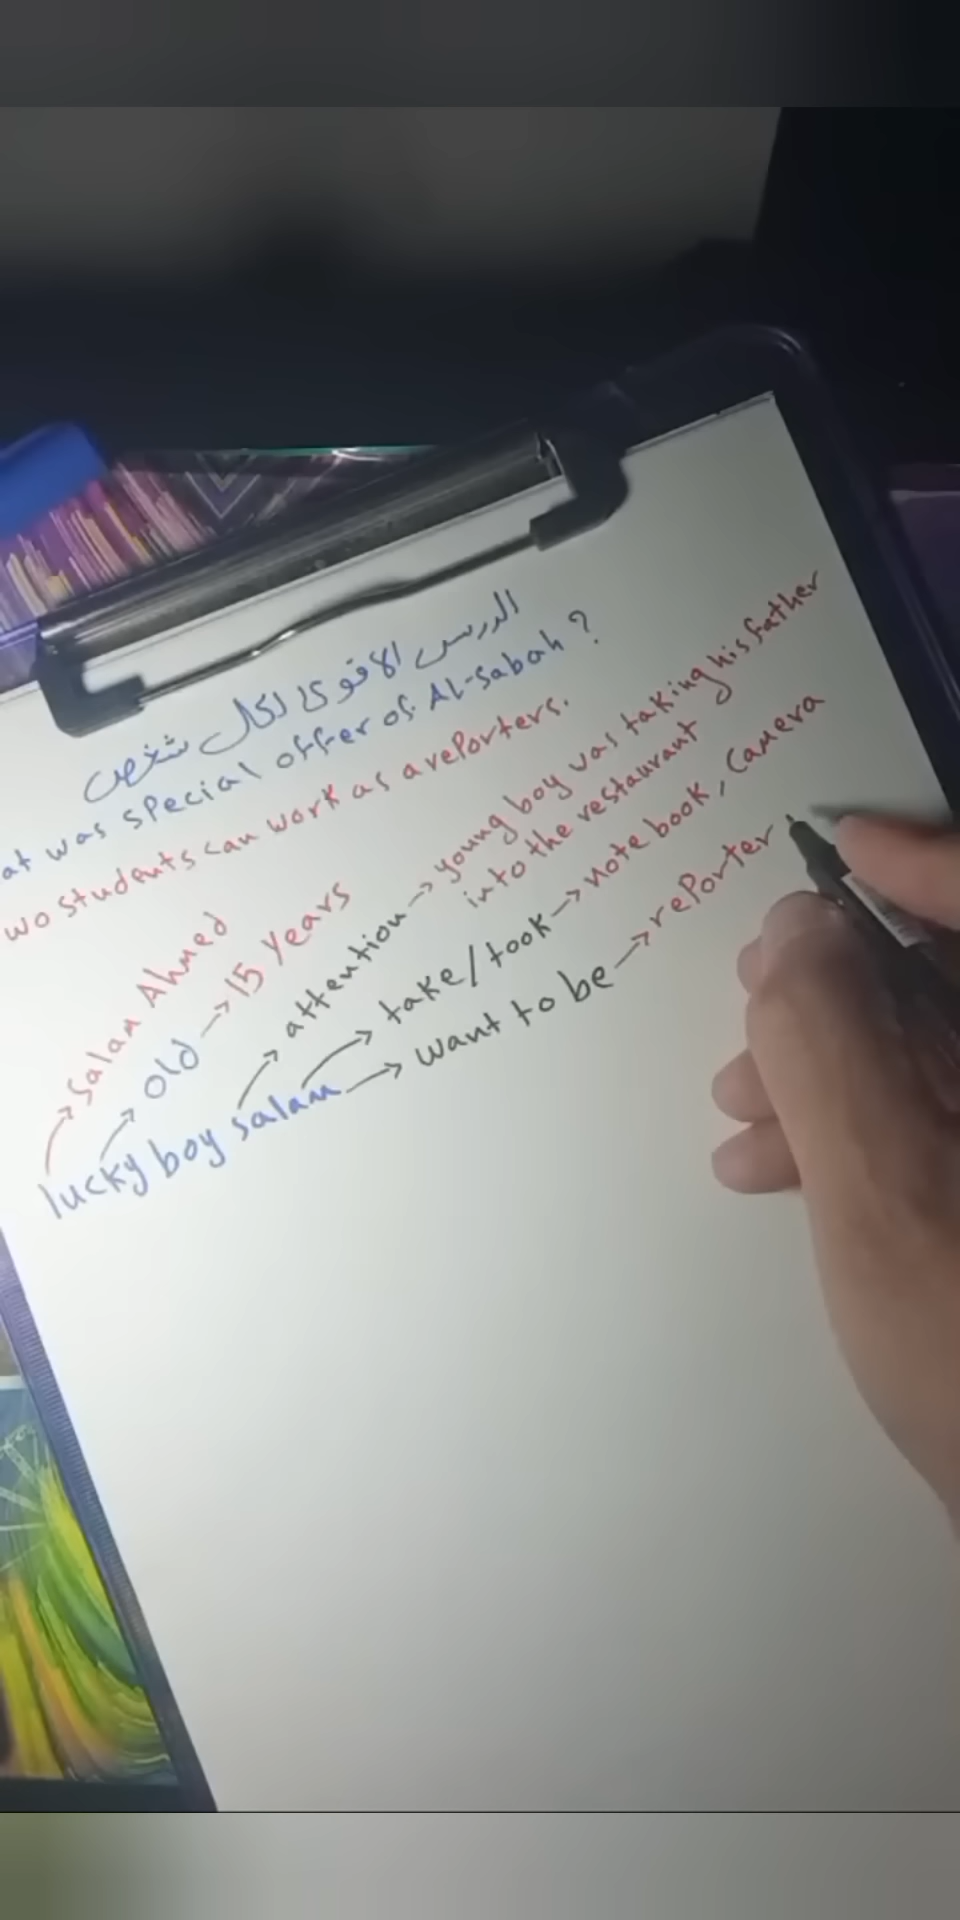 الدرس الاقوى لكل شخص
at was special offer of Al-Sabah ?
wo students can work as a reporters.
Salam Ahmed
old → 15 years
attention → young boy was taking his father
into the restaurant
take/took → note book, camera
want to be → reporter
lucky boy salam